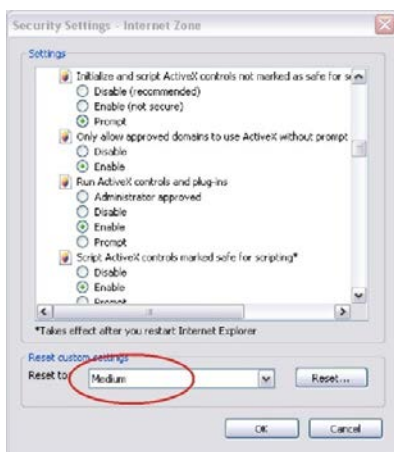 Security Settings - Internet Zone
Settings
Initialize and script ActiveX controls not marked as safe for s
Disable (recommended)
Enable (not secure)
Prompt
Only allow approved domains to use ActiveX without prompt
Disable
Enable
Run ActiveX controls and plug-ins
Administrator approved
Disable
Enable
Prompt
Script ActiveX controls marked safe for scripting*
Disable
Enable
Prompt
*Takes effect after you restart Internet Explorer
Reset custom settings
Reset to: Medium Reset...
OK Cancel